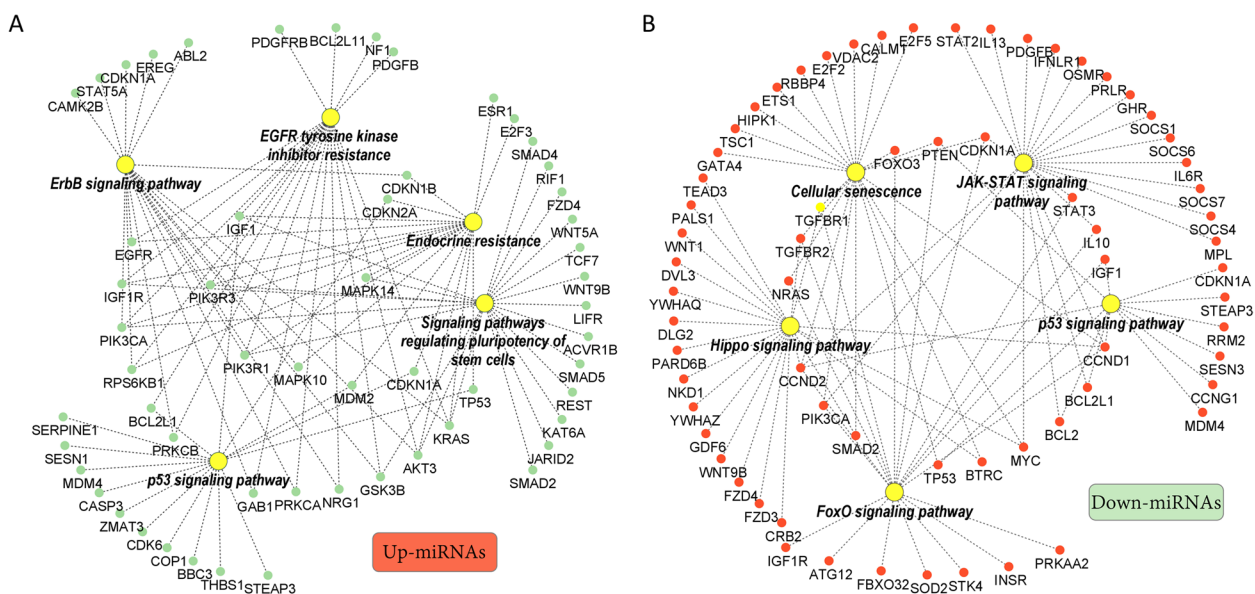 A
PDGFRB
BCL2L11
NF1
PDGFB
ABL2
EREG
CDKN1A
STAT5A
CAMK2B
EGFR tyrosine kinase
inhibitor resistance
ErbB signaling pathway
ESR1
E2F3
SMAD4
RIF1
FZD4
WNT5A
TCF7
WNT9B
LIFR
ACVR1B
SMAD5
REST
KAT6A
JARID2
SMAD2
CDKN1B
CDKN2A
IGF1
Endocrine resistance
EGFR
IGF1R
PIK3R3
MAPK14
Signaling pathways
regulating pluripotency of
stem cells
PIK3CA
PIK3R1
RPS6KB1
MAPK10
MDM2
CDKN1A
TP53
BCL2L1
KRAS
PRKCB
AKT3
SERPINE1
SESN1
MDM4
CASP3
ZMAT3
CDK6
COP1
BBC3
THBS1
STEAP3
p53 signaling pathway
GAB1
PRKCA
NRG1
GSK3B
Up-miRNAs
B
E2F5
CALM1
VDAC2
E2F2
RBBP4
ETS1
HIPK1
TSC1
GATA4
STAT2
IL13
PDGFB
IFNLR1
OSMR
PRLR
GHR
SOCS1
SOCS6
IL6R
SOCS7
SOCS4
MPL
FOXO3
PTEN
CDKN1A
Cellular senescence
JAK-STAT signaling
pathway
TEAD3
PALS1
WNT1
DVL3
YWHAQ
DLG2
PARD6B
NKD1
YWHAZ
GDF6
WNT9B
FZD4
FZD3
CRB2
IGF1R
TGFBR1
TGFBR2
NRAS
STAT3
IL10
IGF1
CDKN1A
STEAP3
RRM2
SESN3
CCNG1
MDM4
p53 signaling pathway
Hippo signaling pathway
CCND1
CCND2
BCL2L1
PIK3CA
BCL2
SMAD2
MYC
TP53
BTRC
FoxO signaling pathway
ATG12
FBXO32
SOD2
STK4
INSR
PRKAA2
Down-miRNAs